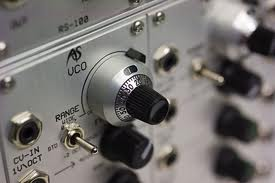 RS-100
AS
VCO
RANGE
CV-IN
1V\OCT